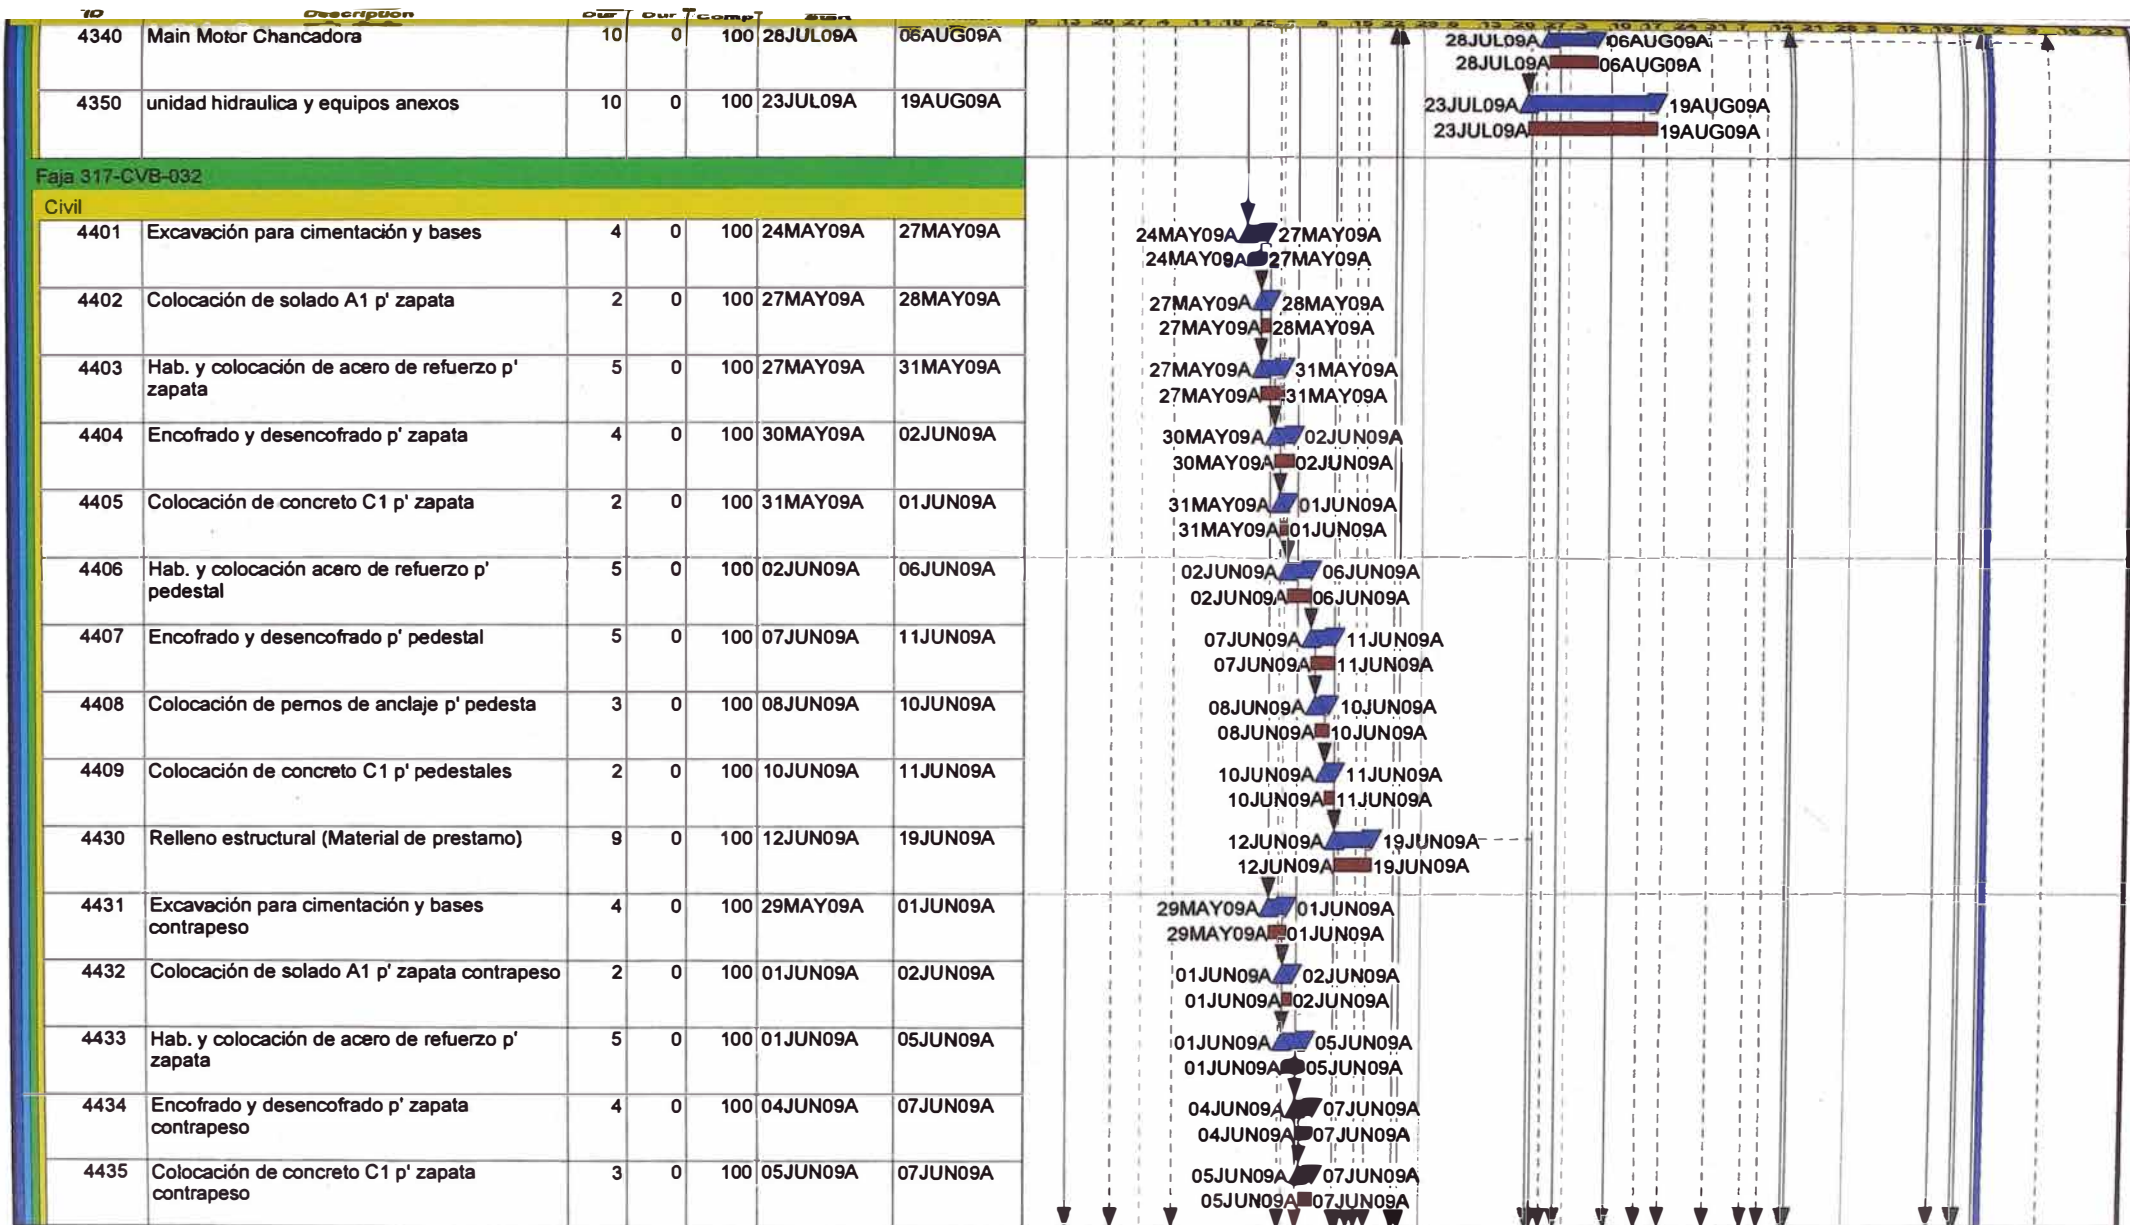 ID Description Dur Dur Comp Start
4340 Main Motor Chancadora 10 0 100 28JUL09A 06AUG09A 28JUL09A 06AUG09A
28JUL09A 06AUG09A
4350 unidad hidraulica y equipos anexos 10 0 100 23JUL09A 19AUG09A 23JUL09A 19AUG09A
23JUL09A 19AUG09A
Faja 317-CVB-032
Civil
4401 Excavación para cimentación y bases 4 0 100 24MAY09A 27MAY09A 24MAY09A 27MAY09A
24MAY09A 27MAY09A
4402 Colocación de solado A1 p' zapata 2 0 100 27MAY09A 28MAY09A 27MAY09A 28MAY09A
27MAY09A 28MAY09A
4403 Hab. y colocación de acero de refuerzo p' 5 0 100 27MAY09A 31MAY09A 27MAY09A 31MAY09A
zapata 27MAY09A 31MAY09A
4404 Encofrado y desencofrado p' zapata 4 0 100 30MAY09A 02JUN09A 30MAY09A 02JUN09A
30MAY09A 02JUN09A
4405 Colocación de concreto C1 p' zapata 2 0 100 31MAY09A 01JUN09A 31MAY09A 01JUN09A
31MAY09A 01JUN09A
4406 Hab. y colocación acero de refuerzo p' 5 0 100 02JUN09A 06JUN09A 02JUN09A 06JUN09A
pedestal 02JUN09A 06JUN09A
4407 Encofrado y desencofrado p' pedestal 5 0 100 07JUN09A 11JUN09A 07JUN09A 11JUN09A
07JUN09A 11JUN09A
4408 Colocación de pernos de anclaje p' pedesta 3 0 100 08JUN09A 10JUN09A 08JUN09A 10JUN09A
08JUN09A 10JUN09A
4409 Colocación de concreto C1 p' pedestales 2 0 100 10JUN09A 11JUN09A 10JUN09A 11JUN09A
10JUN09A 11JUN09A
4430 Relleno estructural (Material de prestamo) 9 0 100 12JUN09A 19JUN09A 12JUN09A 19JUN09A
12JUN09A 19JUN09A
4431 Excavación para cimentación y bases 4 0 100 29MAY09A 01JUN09A 29MAY09A 01JUN09A
contrapeso 29MAY09A 01JUN09A
4432 Colocación de solado A1 p' zapata contrapeso 2 0 100 01JUN09A 02JUN09A 01JUN09A 02JUN09A
01JUN09A 02JUN09A
4433 Hab. y colocación de acero de refuerzo p' 5 0 100 01JUN09A 05JUN09A 01JUN09A 05JUN09A
zapata 01JUN09A 05JUN09A
4434 Encofrado y desencofrado p' zapata 4 0 100 04JUN09A 07JUN09A 04JUN09A 07JUN09A
contrapeso 04JUN09A 07JUN09A
4435 Colocación de concreto C1 p' zapata 3 0 100 05JUN09A 07JUN09A 05JUN09A 07JUN09A
contrapeso 05JUN09A 07JUN09A